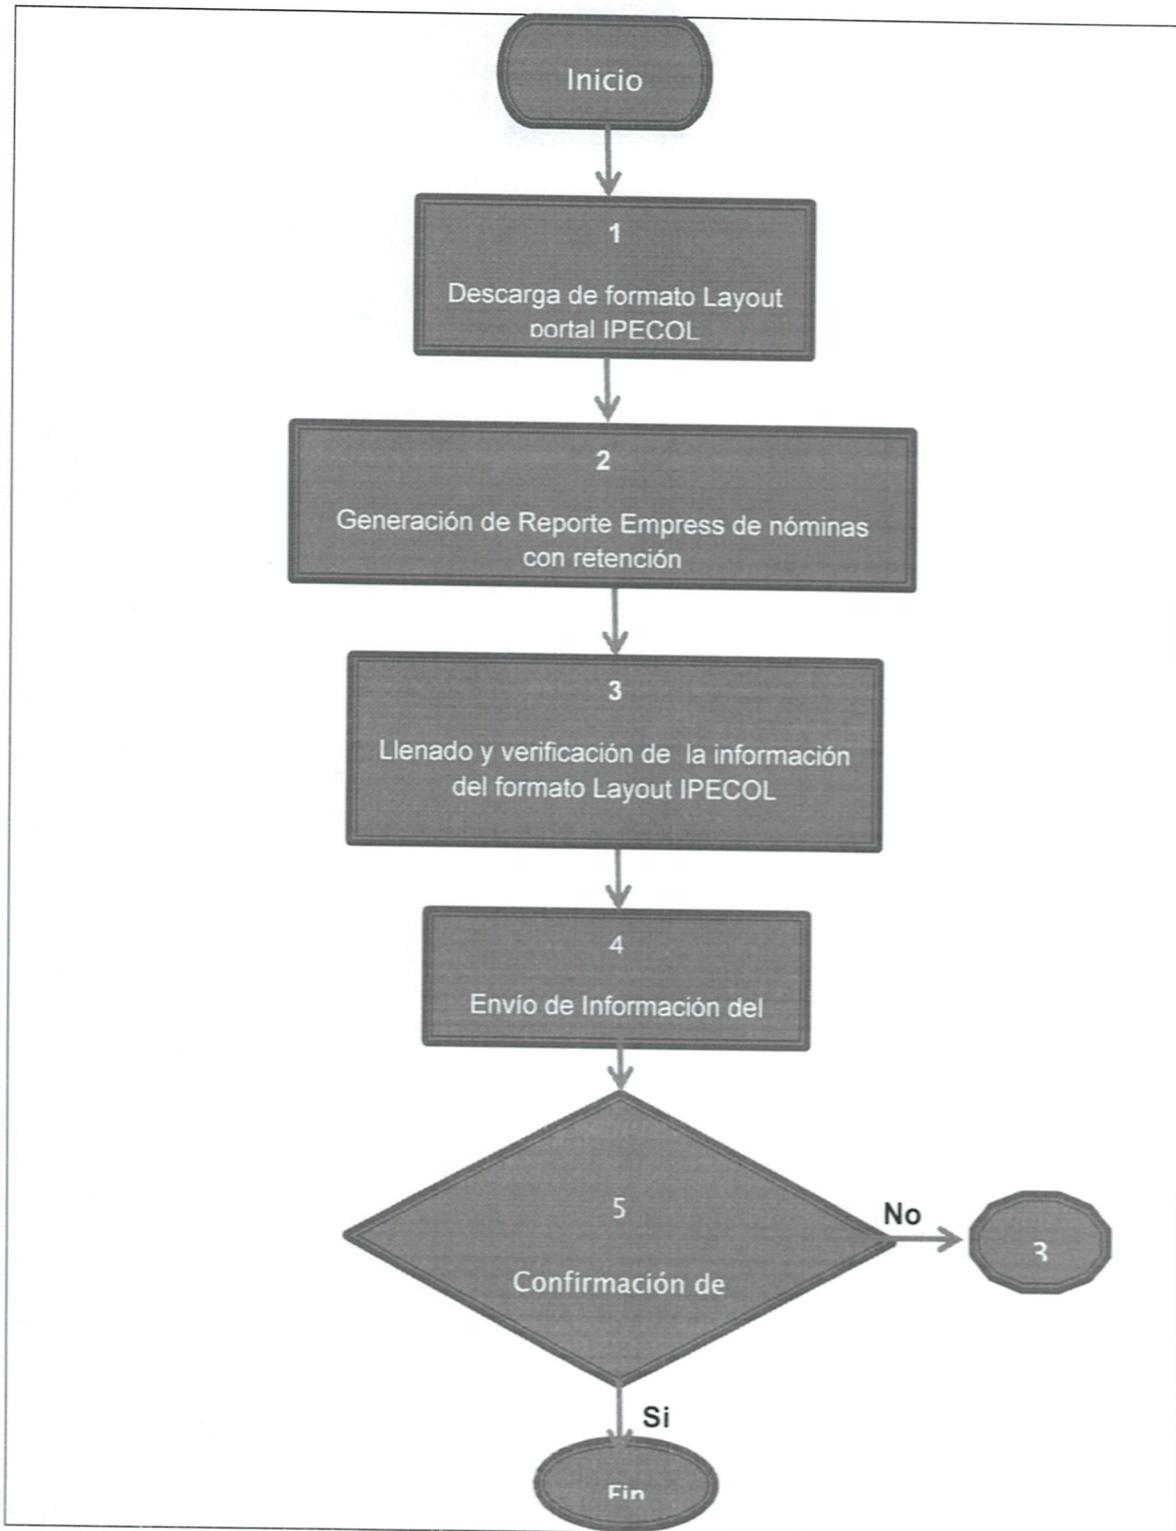 Inicio
1
Descarga de formato Layout
portal IPECOL
2
Generación de Reporte Empress de nóminas
con retención
3
Llenado y verificación de la información
del formato Layout IPECOL
4
Envío de Información del
5
Confirmación de
No
3
Si
Fin